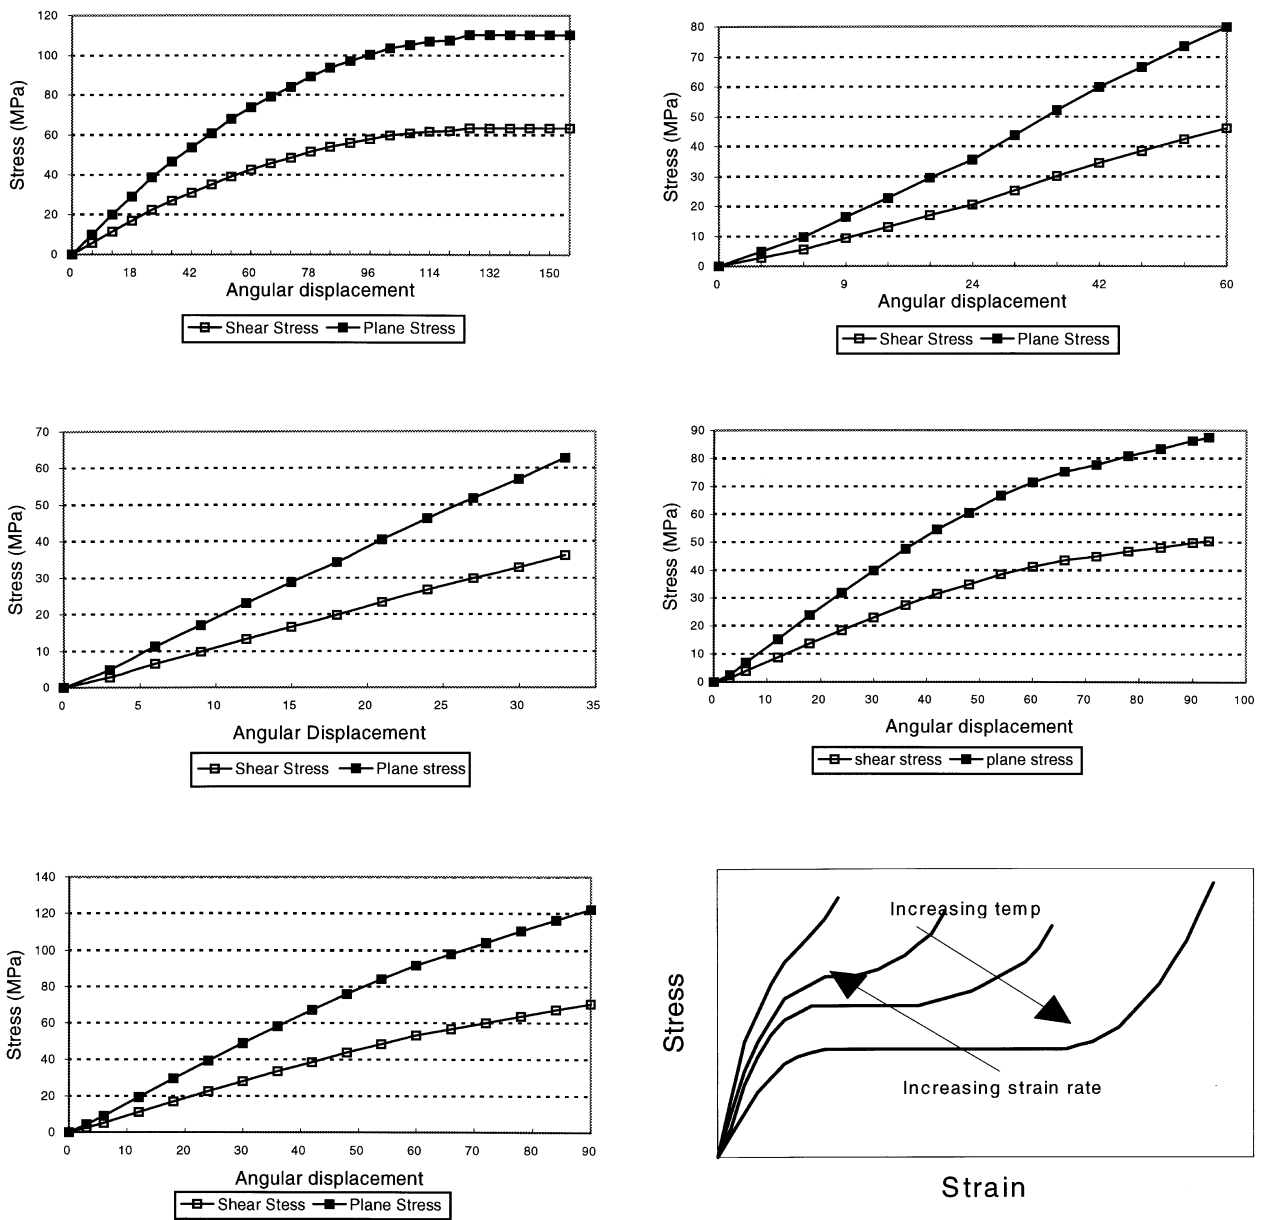 120
100
80
60
40
20
0
Stress (MPa)
0 18 42 60 78 96 114 132 150
Angular displacement
Shear Stress Plane Stress
80
70
60
50
40
30
20
10
0
Stress (MPa)
0 9 24 42 60
Angular displacement
Shear Stress Plane Stress
70
60
50
40
30
20
10
0
Stress (MPa)
0 5 10 15 20 25 30 35
Angular Displacement
Shear Stress Plane stress
90
80
70
60
50
40
30
20
10
0
Stress (MPa)
0 10 20 30 40 50 60 70 80 90 100
Angular displacement
shear stress plane stress
140
120
100
80
60
40
20
0
Stress (MPa)
0 10 20 30 40 50 60 70 80 90
Angular displacement
Shear Stess Plane Stress
Increasing temp
Stress
Increasing strain rate
Strain